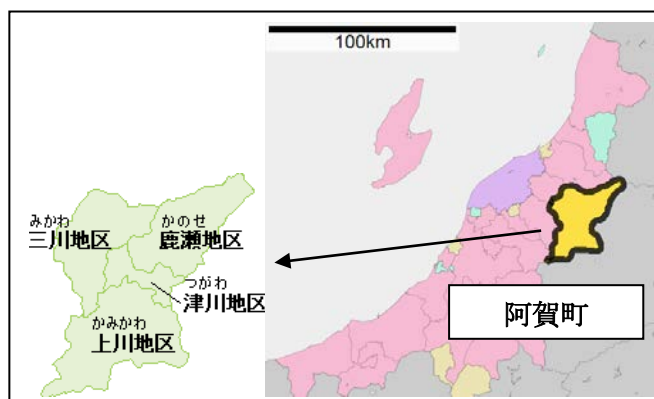 100km
みかわ
三川地区
かのせ
鹿瀬地区
つがわ
津川地区
かみかわ
上川地区
阿賀町